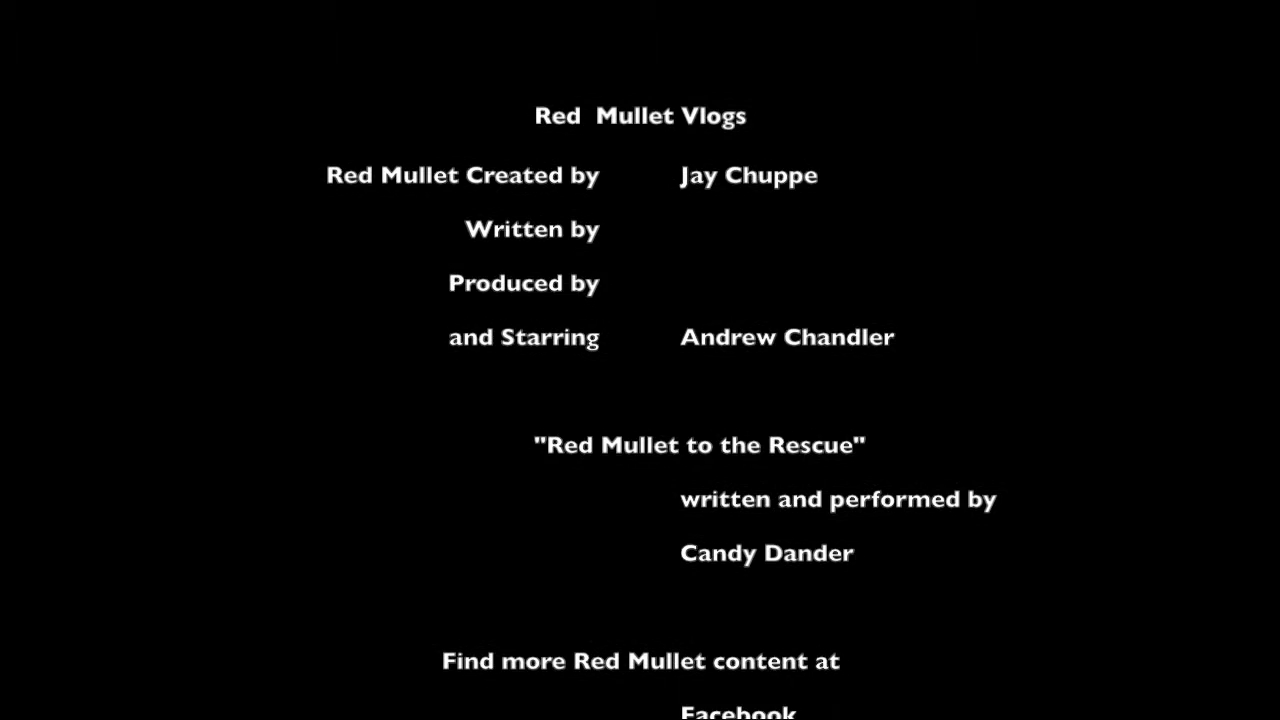 Red  Mullet Vlogs
Red Mullet Created by Jay Chuppe
Written by
Produced by
and Starring Andrew Chandler
"Red Mullet to the Rescue"
written and performed by
Candy Dander
Find more Red Mullet content at
Facebook